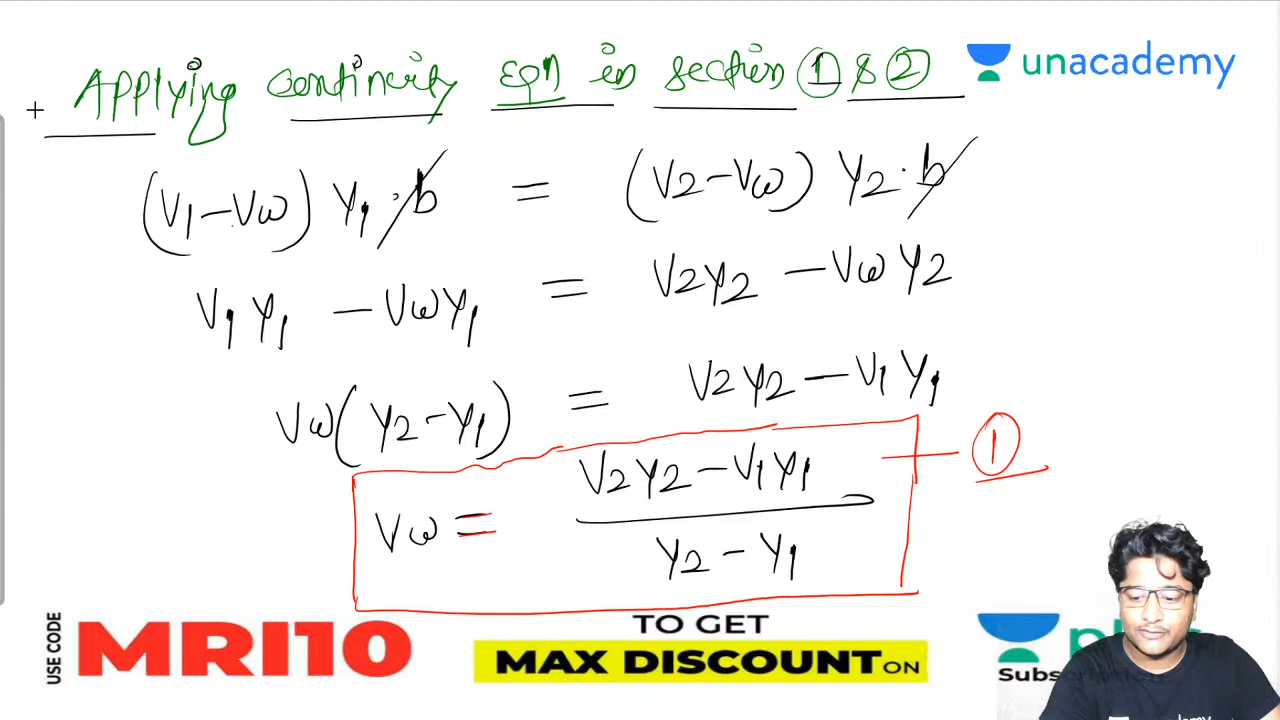 Applying continuity Eqn in section ① & ②
unacademy
(V1-Vω) Y1·b = (V2-Vω) Y2·b
V1Y1 - VωY1 = V2Y2 - VωY2
Vω(Y2-Y1) = V2Y2 - V1Y1
Vω = (V2Y2 - V1Y1) / (Y2 - Y1) — ①
USE CODE
MRI10
TO GET
MAX DISCOUNT ON